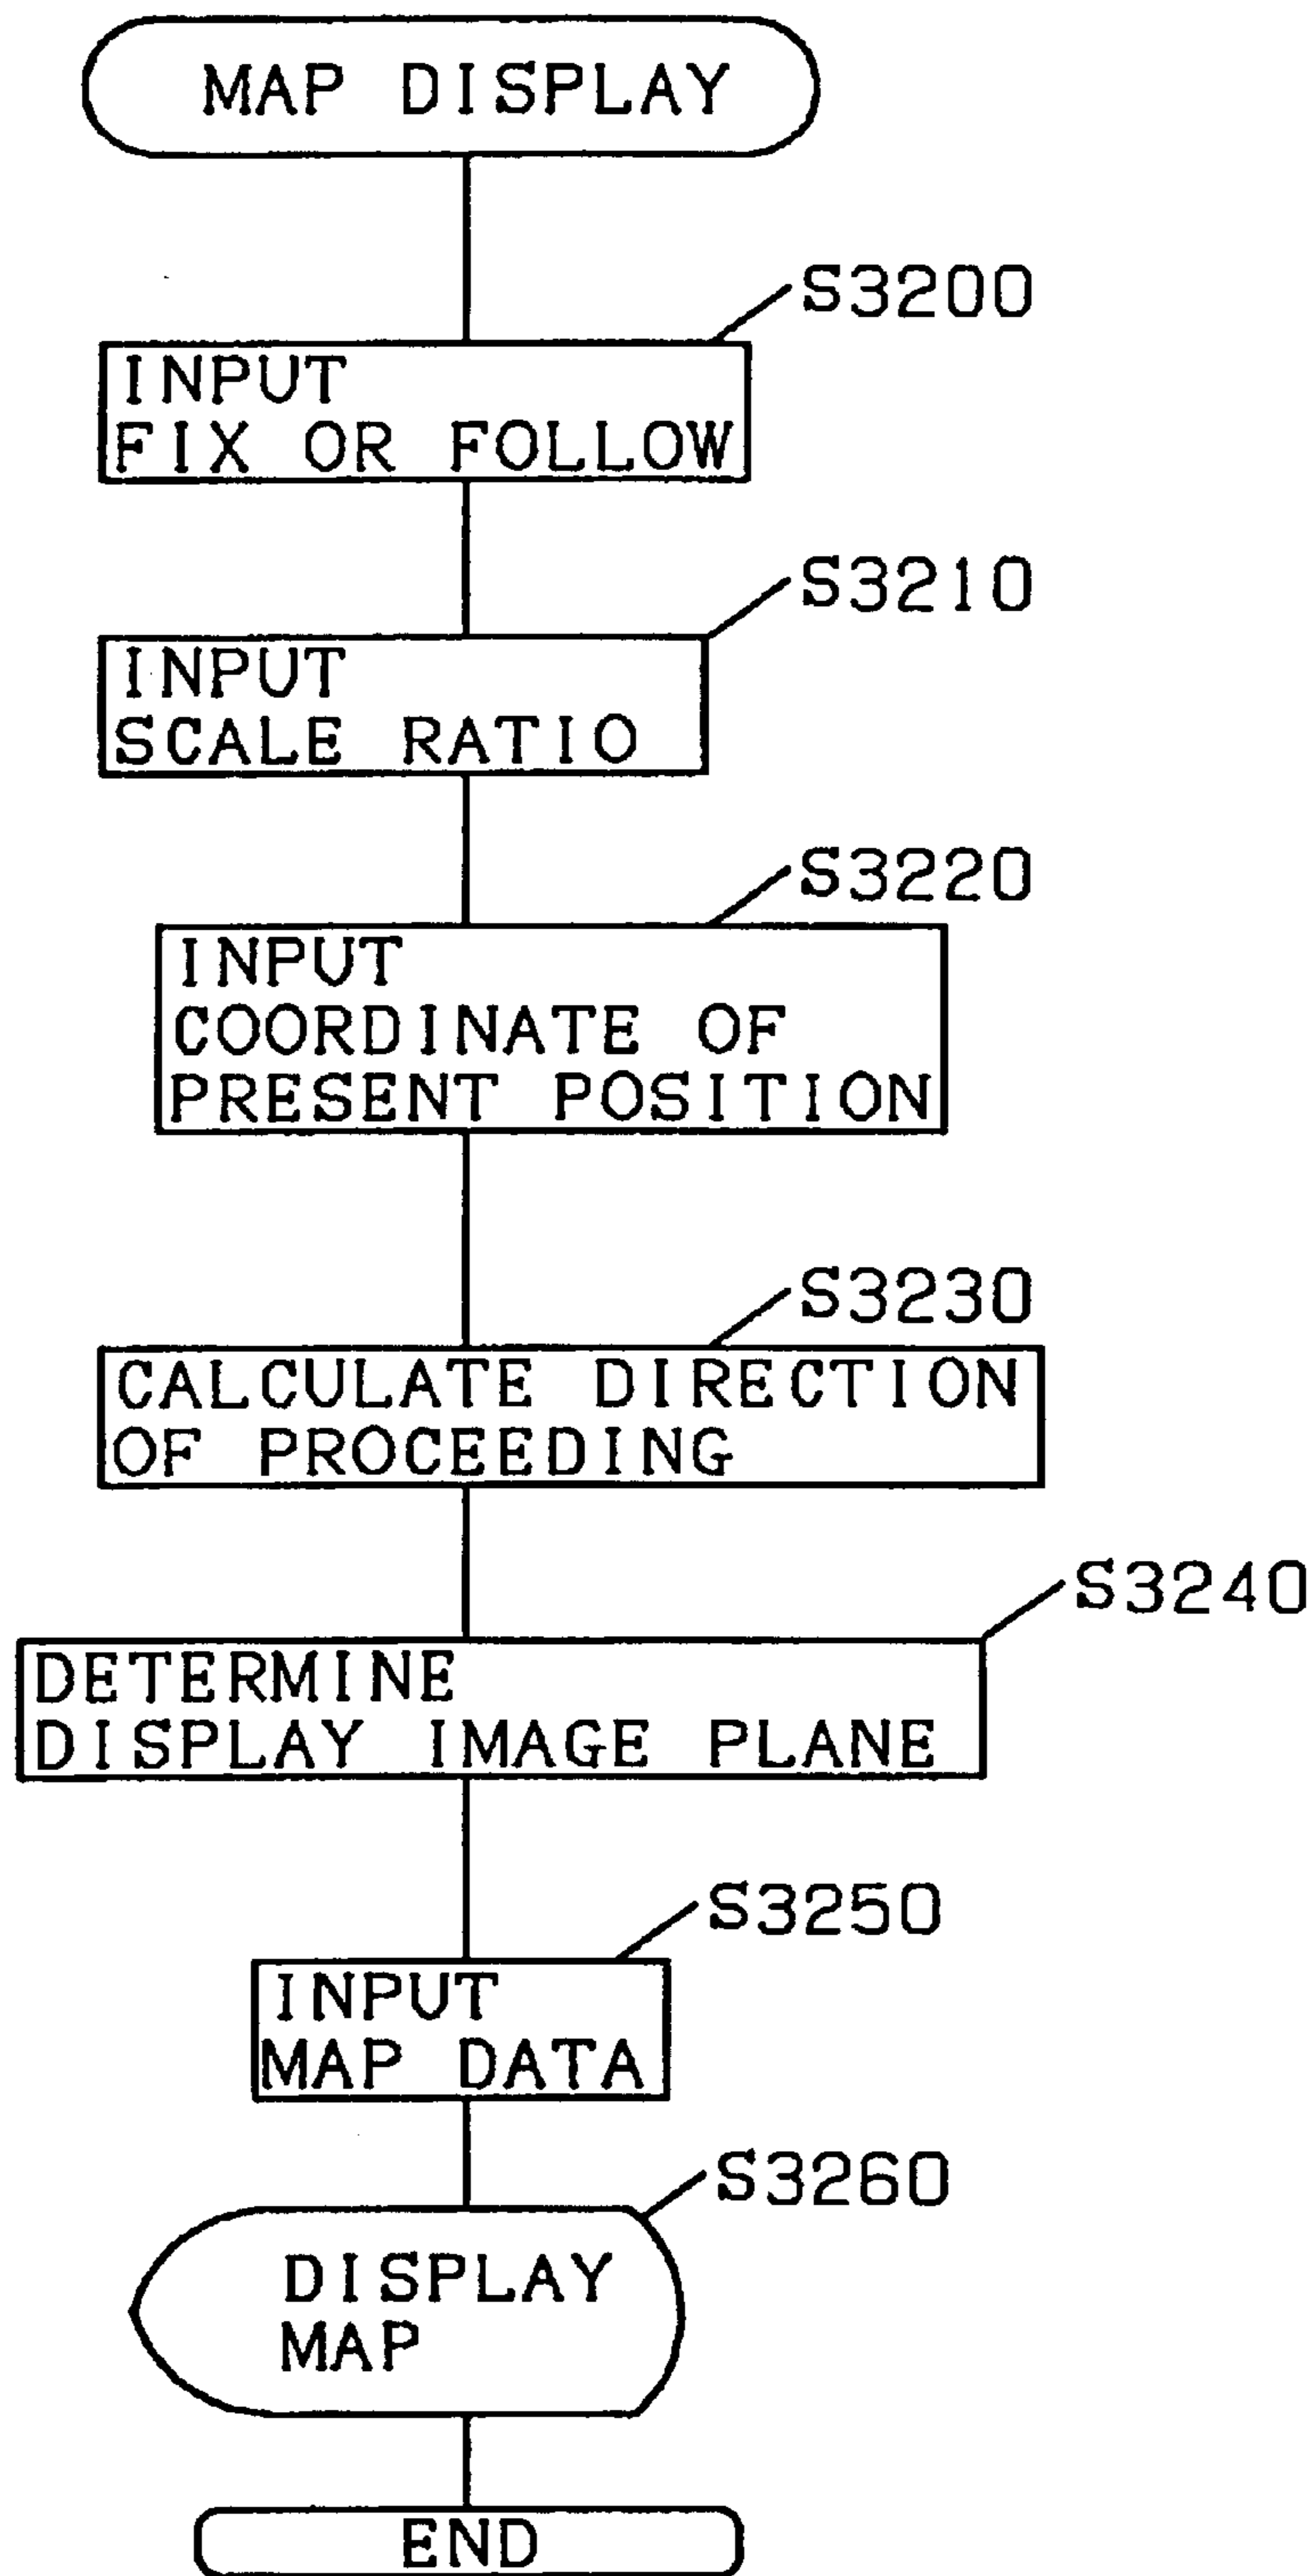 MAP DISPLAY
S3200
INPUT
FIX OR FOLLOW
S3210
INPUT
SCALE RATIO
S3220
INPUT
COORDINATE OF
PRESENT POSITION
S3230
CALCULATE DIRECTION
OF PROCEEDING
S3240
DETERMINE
DISPLAY IMAGE PLANE
S3250
INPUT
MAP DATA
S3260
DISPLAY
MAP
END